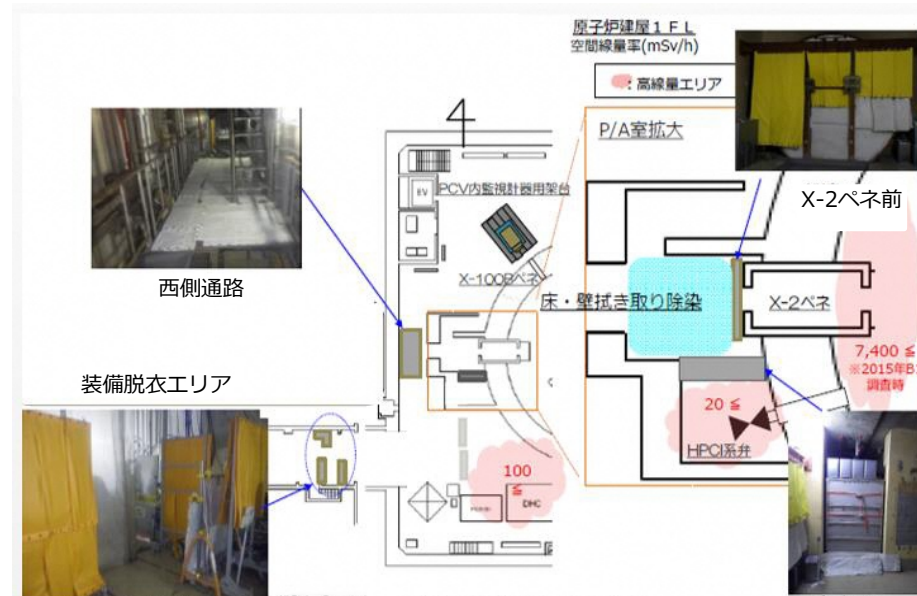 原子炉建屋1FL
空間線量率(mSv/h)
:高線量エリア
P/A室拡大
X-2ペネ前
西側通路
EV
PCV内監視計器用架台
X-100Bペネ
床・壁拭き取り除染
X-2ペネ
7,400 ≦
※2015年B1
調査時
装備脱衣エリア
20 ≦
HPCI系弁
100
≦
DHC